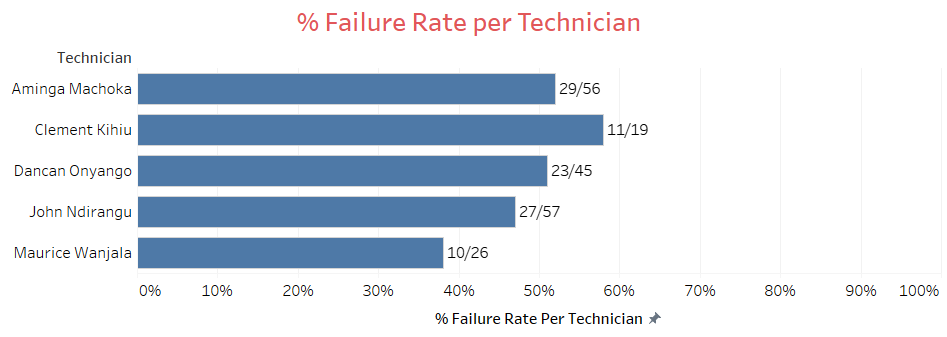 % Failure Rate per Technician
Technician
Aminga Machoka 29/56
Clement Kihiu 11/19
Dancan Onyango 23/45
John Ndirangu 27/57
Maurice Wanjala 10/26
0% 10% 20% 30% 40% 50% 60% 70% 80% 90% 100%
% Failure Rate Per Technician